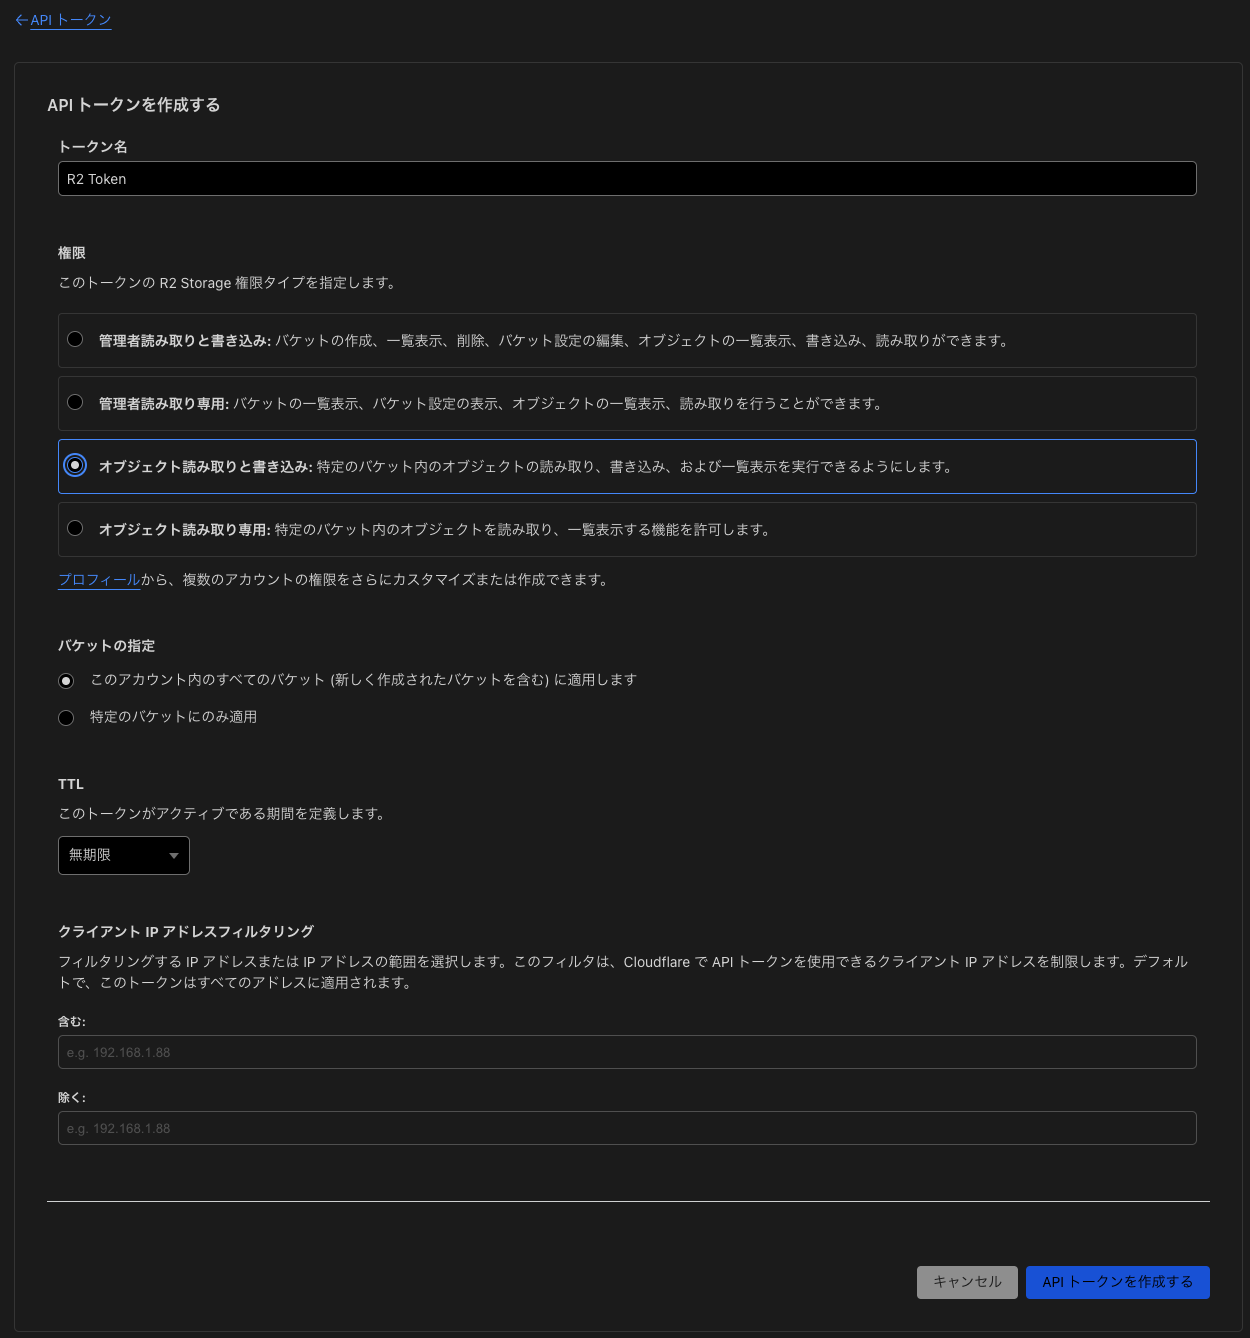 ←API トークン
API トークンを作成する
トークン名
R2 Token
権限
このトークンの R2 Storage 権限タイプを指定します。
管理者読み取りと書き込み: バケットの作成、一覧表示、削除、バケット設定の編集、オブジェクトの一覧表示、書き込み、読み取りができます。
管理者読み取り専用: バケットの一覧表示、バケット設定の表示、オブジェクトの一覧表示、読み取りを行うことができます。
オブジェクト読み取りと書き込み: 特定のバケット内のオブジェクトの読み取り、書き込み、および一覧表示を実行できるようにします。
オブジェクト読み取り専用: 特定のバケット内のオブジェクトを読み取り、一覧表示する機能を許可します。
プロフィールから、複数のアカウントの権限をさらにカスタマイズまたは作成できます。
バケットの指定
このアカウント内のすべてのバケット (新しく作成されたバケットを含む) に適用します
特定のバケットにのみ適用
TTL
このトークンがアクティブである期間を定義します。
無期限
クライアント IP アドレスフィルタリング
フィルタリングする IP アドレスまたは IP アドレスの範囲を選択します。このフィルタは、Cloudflare で API トークンを使用できるクライアント IP アドレスを制限します。デフォル
トで、このトークンはすべてのアドレスに適用されます。
含む:
e.g. 192.168.1.88
除く:
e.g. 192.168.1.88
キャンセル
API トークンを作成する